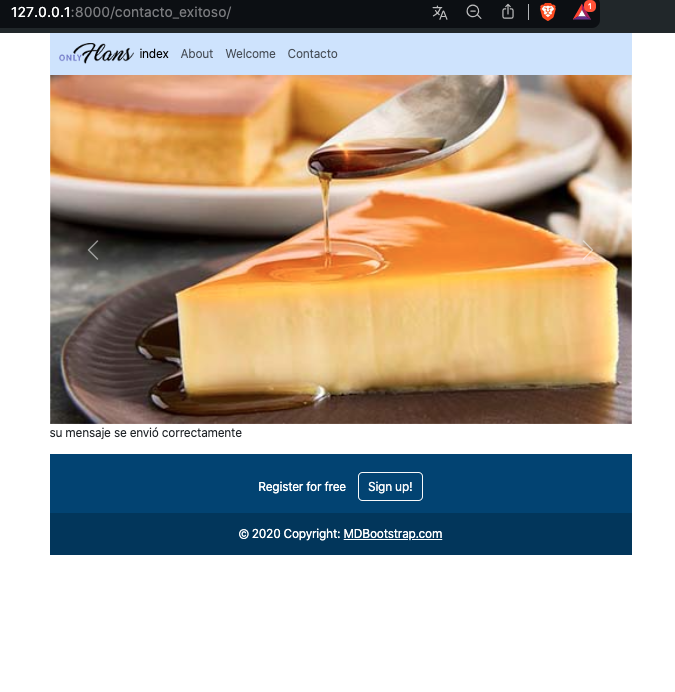 127.0.0.1:8000/contacto_exitoso/
1
ONLY Flans index About Welcome Contacto
su mensaje se envió correctamente
Register for free Sign up!
© 2020 Copyright: MDBootstrap.com